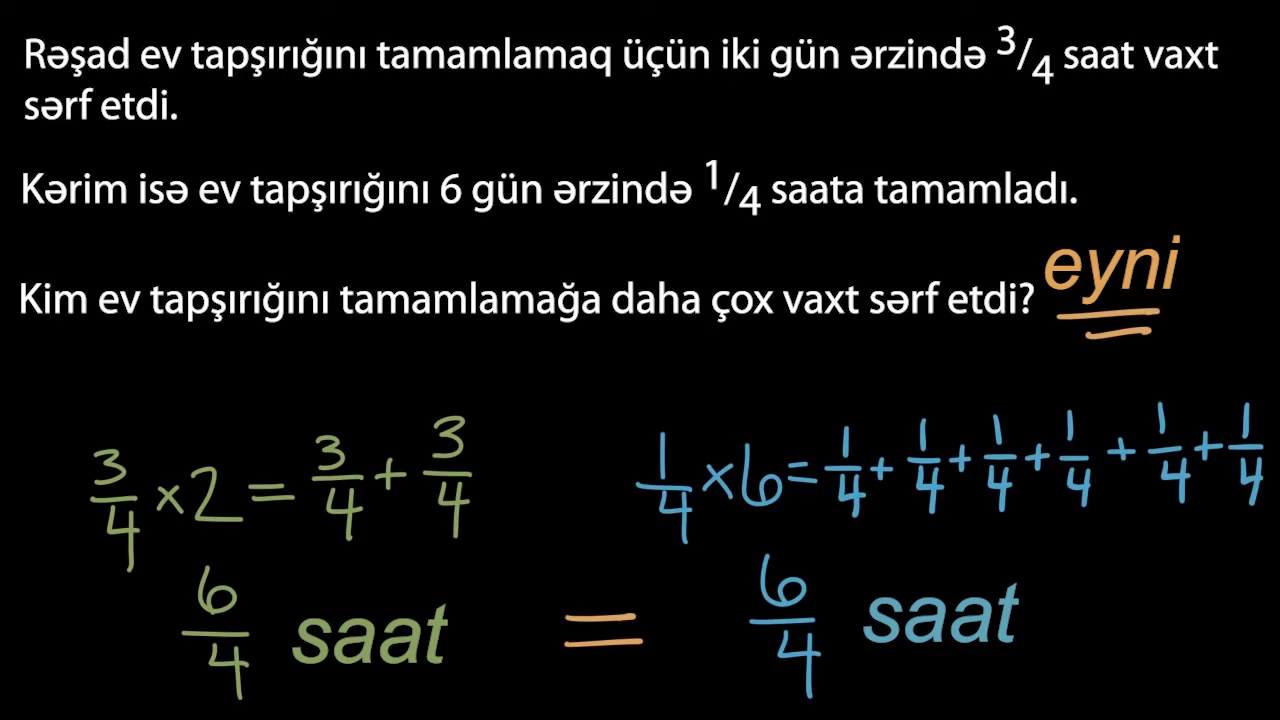 Rəşad ev tapşırığını tamamlamaq üçün iki gün ərzində 3/4 saat vaxt
sərf etdi.
Kərim isə ev tapşırığını 6 gün ərzində 1/4 saata tamamladı.
Kim ev tapşırığını tamamlamağa daha çox vaxt sərf etdi? eyni
3/4 × 2 = 3/4 + 3/4
1/4 × 6 = 1/4 + 1/4 + 1/4 + 1/4 + 1/4 + 1/4
6/4 saat = 6/4 saat